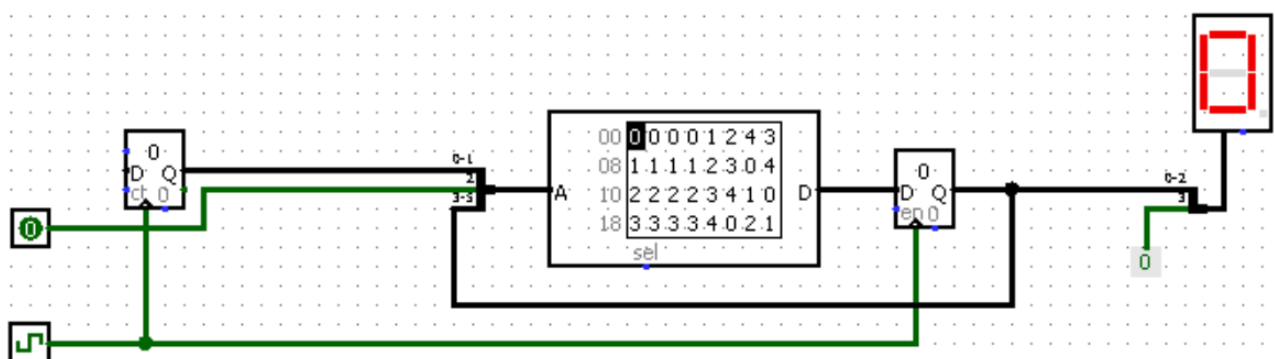 0
D Q
ct 0
0
0-1
2
3-5
A
00 0 0 0 0 1 2 4 3
08 1 1 1 1 2 3 0 4
10 2 2 2 2 3 4 1 0
18 3 3 3 3 4 0 2 1
D
sel
0
D Q
en 0
0-2
3
0
0